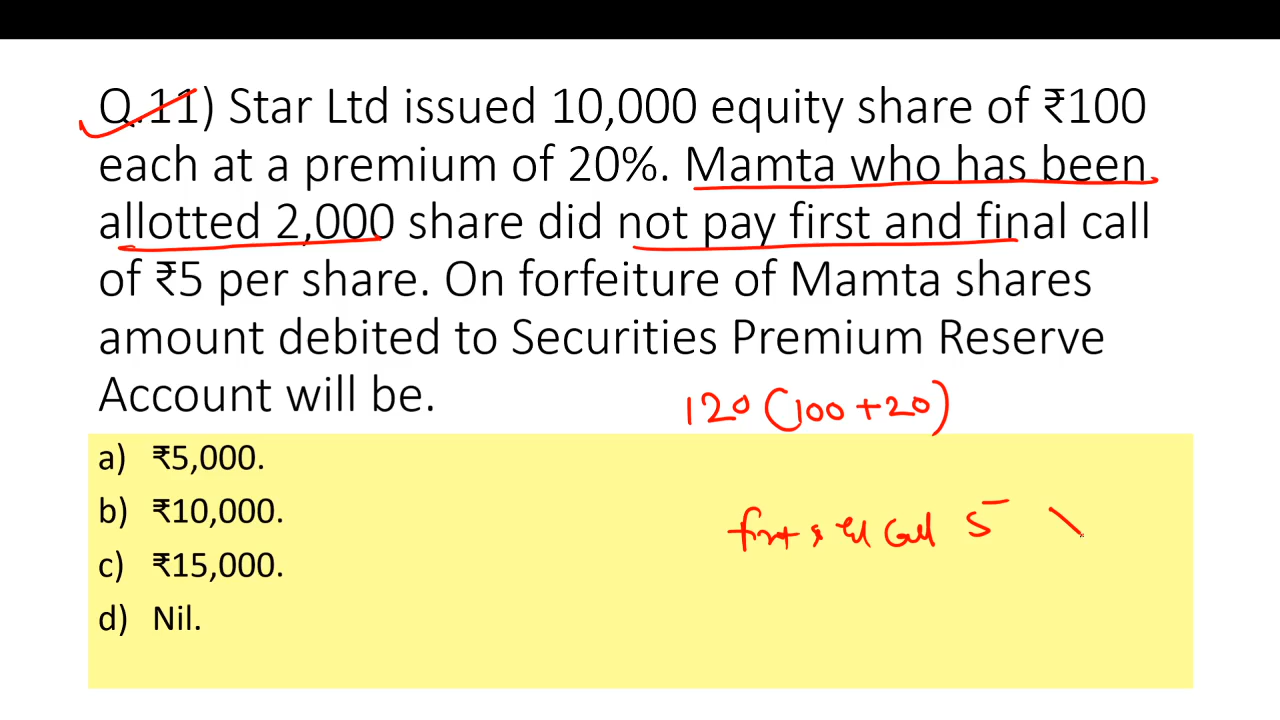 Q.11) Star Ltd issued 10,000 equity share of ₹100
each at a premium of 20%. Mamta who has been
allotted 2,000 share did not pay first and final call
of ₹5 per share. On forfeiture of Mamta shares
amount debited to Securities Premium Reserve
Account will be.
120 (100+20)
a) ₹5,000.
b) ₹10,000.
first & call 5
c) ₹15,000.
d) Nil.